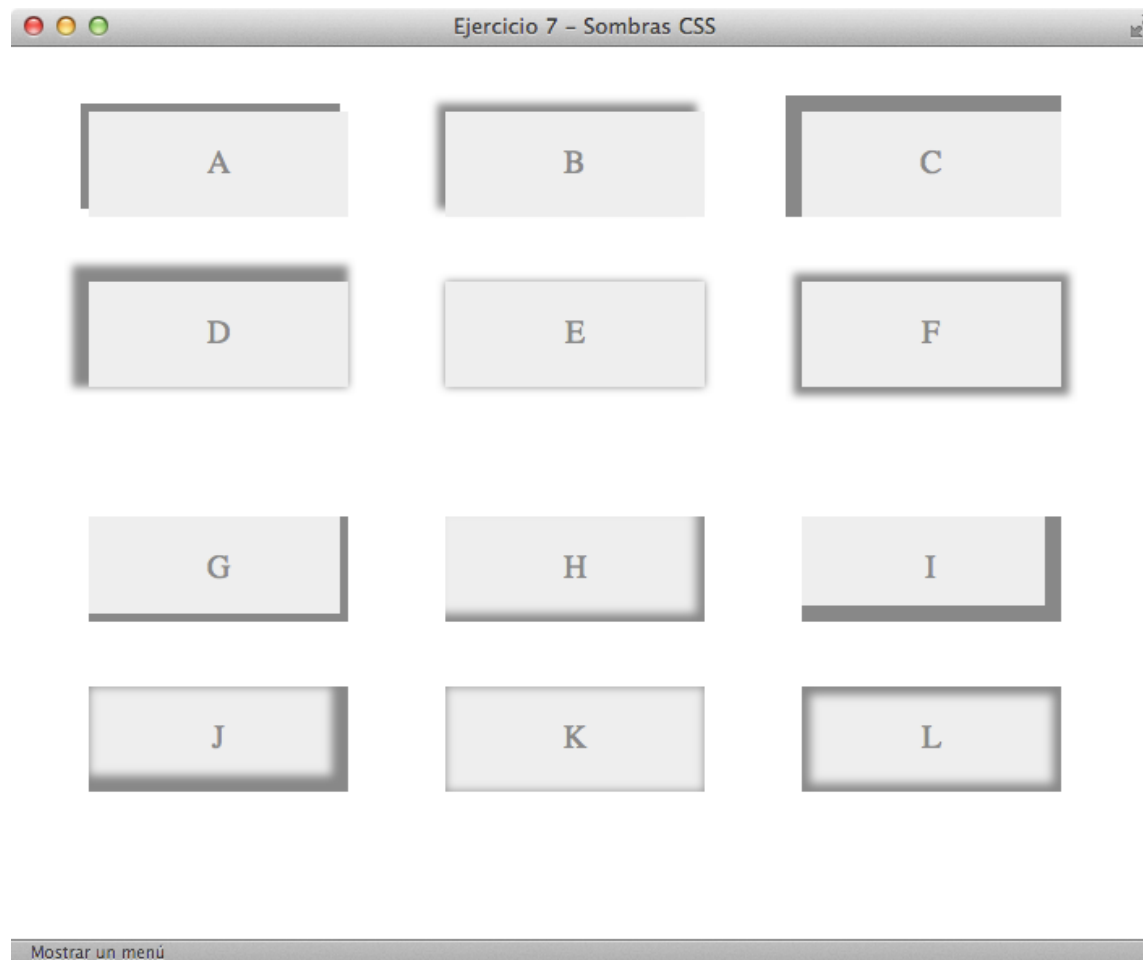 Ejercicio 7 – Sombras CSS
A B C
D E F
G H I
J K L
Mostrar un menú